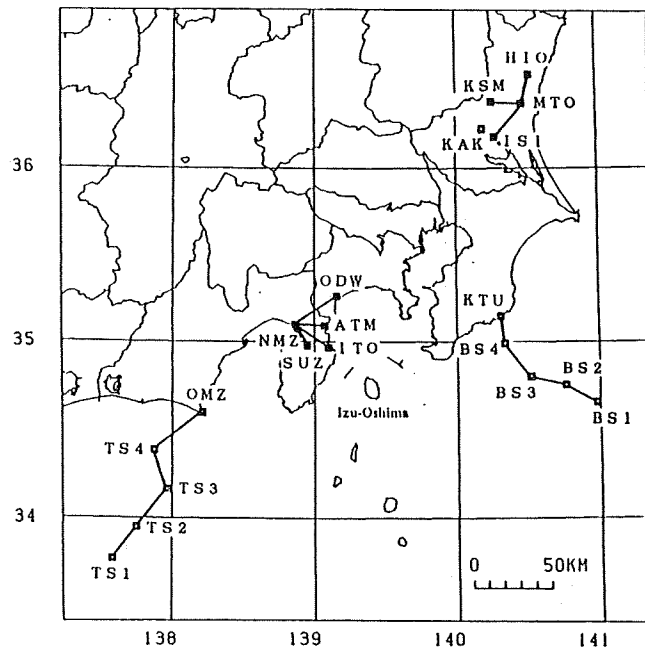 HIO
KSM
MTO
KAK
IS1
36
ODW
KTU
ATM
35
NMZ
ITO
BS4
SUZ
BS2
OMZ
BS3
Izu-Oshima
BS1
TS4
TS3
34
TS2
0 50KM
TS1
138 139 140 141